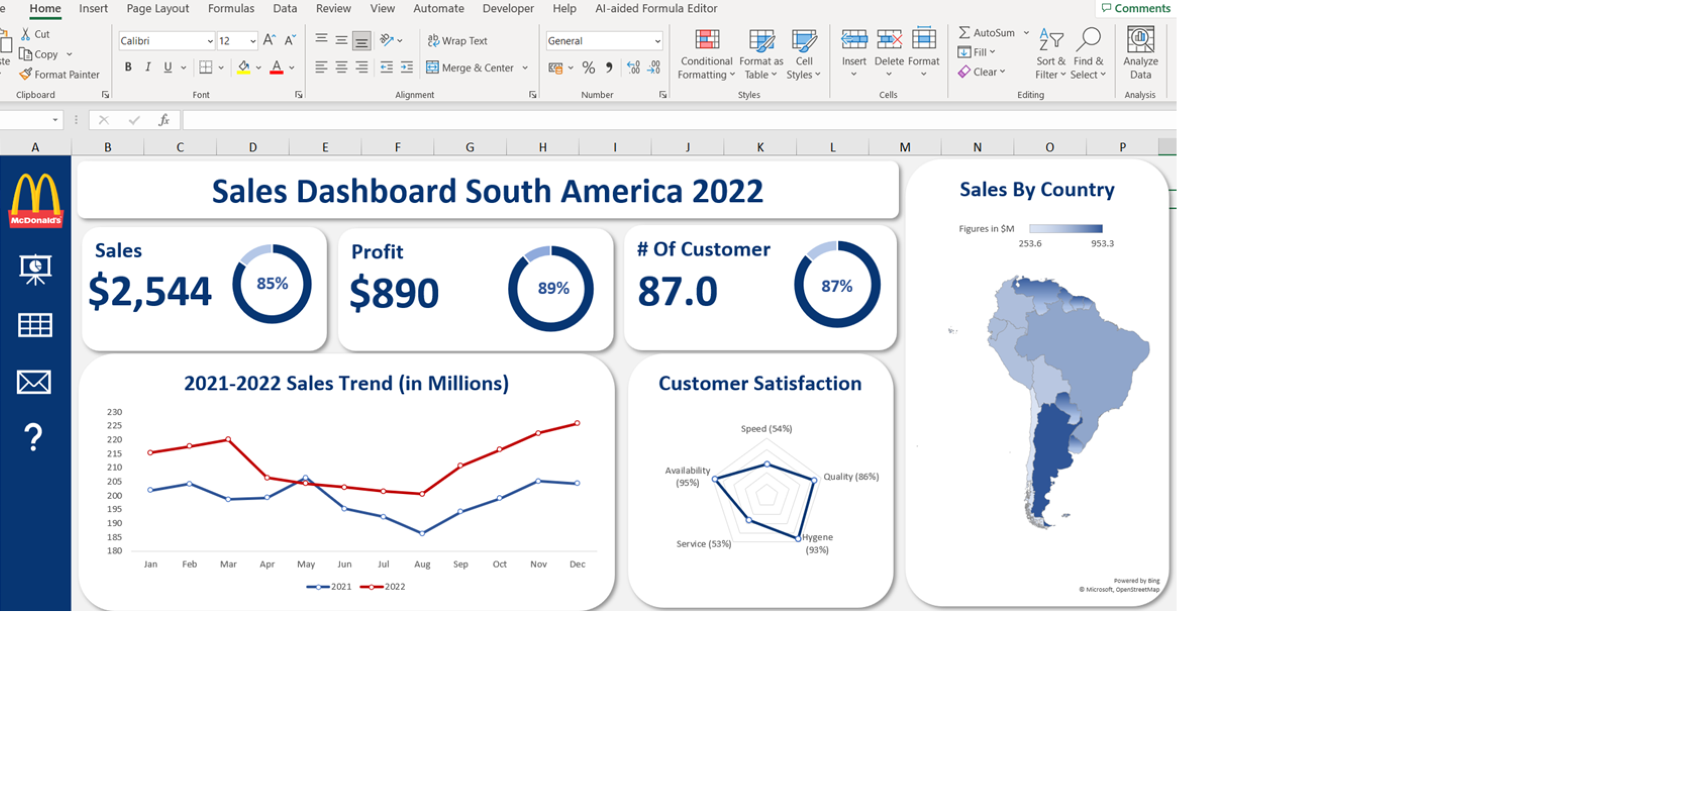 Home Insert Page Layout Formulas Data Review View Automate Developer Help AI-aided Formula Editor Comments
Cut
Copy
Format Painter
Clipboard
Calibri 12
B I U
Font
Wrap Text
Merge & Center
Alignment
General
Number
Conditional Formatting
Format as Table
Cell Styles
Styles
Insert Delete Format
Cells
AutoSum
Fill
Clear
Sort & Filter
Find & Select
Editing
Analyze Data
Analysis
fx
A B C D E F G H I J K L M N O P
McDonald's
?
Sales Dashboard South America 2022
Sales
$2,544
85%
Profit
$890
89%
# Of Customer
87.0
87%
2021-2022 Sales Trend (in Millions)
230
225
220
215
210
205
200
195
190
185
180
Jan Feb Mar Apr May Jun Jul Aug Sep Oct Nov Dec
2021 2022
Customer Satisfaction
Speed (54%)
Availability
(95%)
Quality (86%)
Service (53%)
Hygene
(93%)
Sales By Country
Figures in $M
253.6 953.3
Powered by Bing
© Microsoft, OpenStreetMap